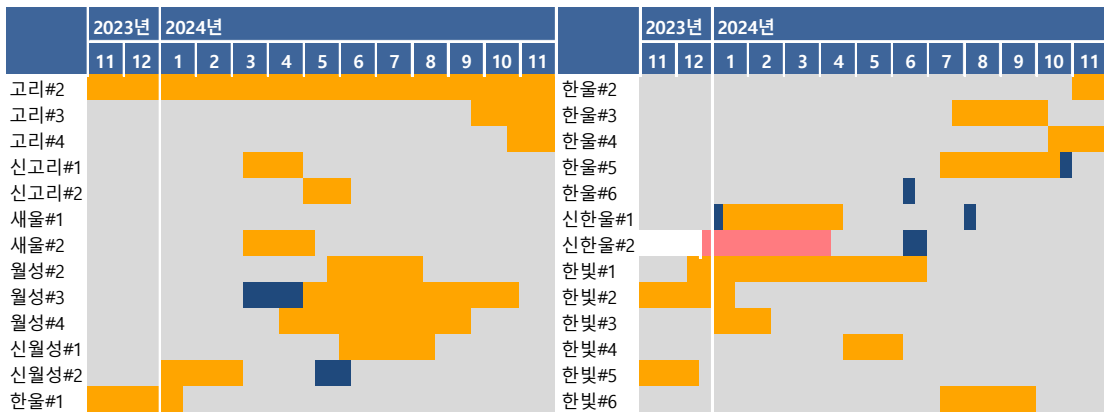 2023년 2024년
11 12 1 2 3 4 5 6 7 8 9 10 11
고리#2
고리#3
고리#4
신고리#1
신고리#2
새울#1
새울#2
월성#2
월성#3
월성#4
신월성#1
신월성#2
한울#1
2023년 2024년
11 12 1 2 3 4 5 6 7 8 9 10 11
한울#2
한울#3
한울#4
한울#5
한울#6
신한울#1
신한울#2
한빛#1
한빛#2
한빛#3
한빛#4
한빛#5
한빛#6